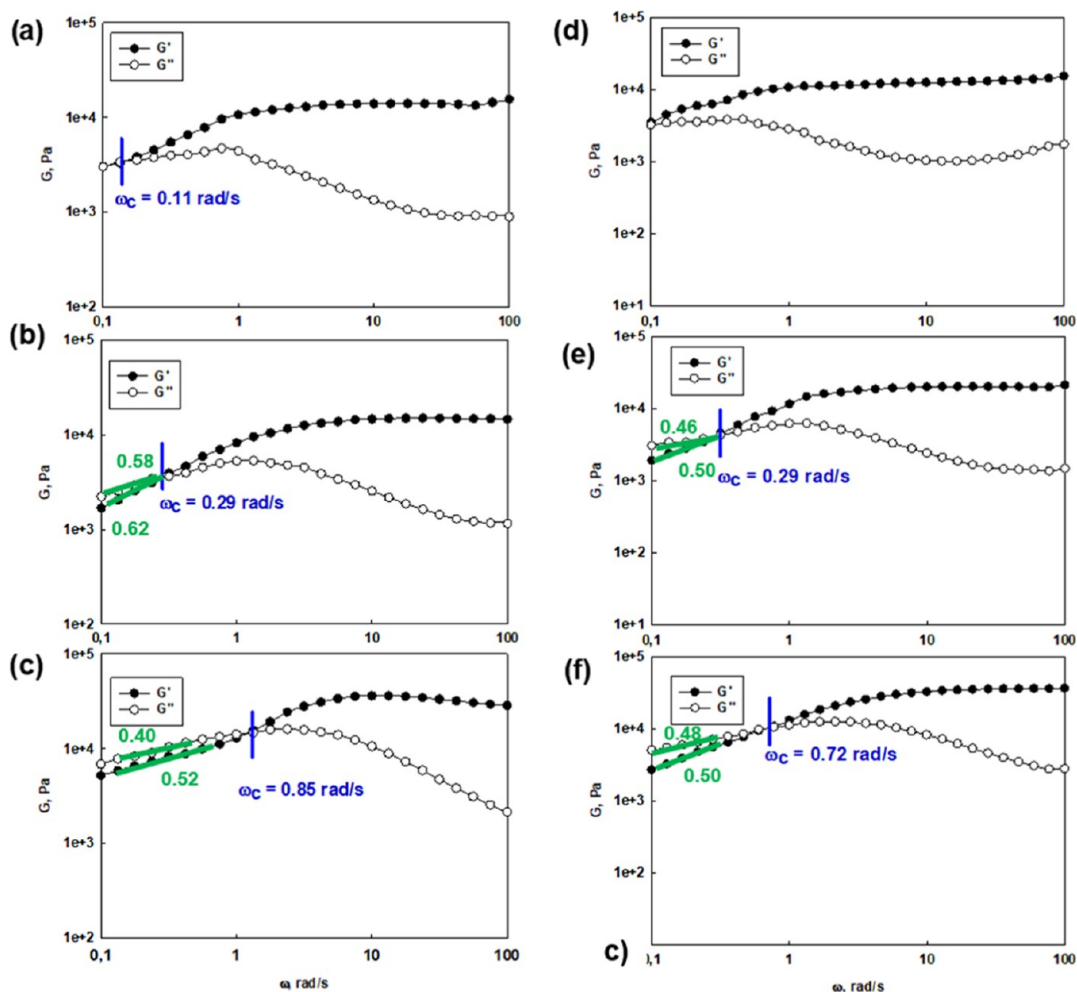 (a)
1e+5
1e+4
1e+3
1e+2
G, Pa
G'
G"
ωc = 0.11 rad/s
0,1
1
10
100
(d)
1e+5
1e+4
1e+3
1e+2
1e+1
G, Pa
G'
G"
0,1
1
10
100
(b)
1e+5
1e+4
1e+3
1e+2
G, Pa
G'
G"
0.58
0.62
ωc = 0.29 rad/s
0,1
1
10
100
(e)
1e+5
1e+4
1e+3
1e+2
1e+1
G, Pa
G'
G"
0.46
0.50
ωc = 0.29 rad/s
0,1
1
10
100
(c)
1e+5
1e+4
1e+3
1e+2
G, Pa
G'
G"
0.40
0.52
ωc = 0.85 rad/s
0,1
1
10
100
ω, rad/s
(f)
1e+5
1e+4
1e+3
1e+2
G, Pa
G'
G"
0.48
0.50
ωc = 0.72 rad/s
c)
0,1
1
10
100
ω, rad/s